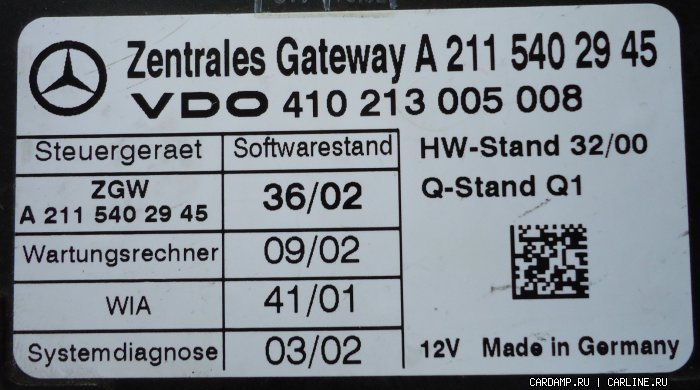 Zentrales Gateway A 211 540 29 45
VDO 410 213 005 008
Steuergeraet Softwarestand
ZGW
A 211 540 29 45 36/02
Wartungsrechner 09/02
WIA 41/01
Systemdiagnose 03/02
HW-Stand 32/00
Q-Stand Q1
12V Made in Germany
CARDAMP.RU | CARLINE.RU